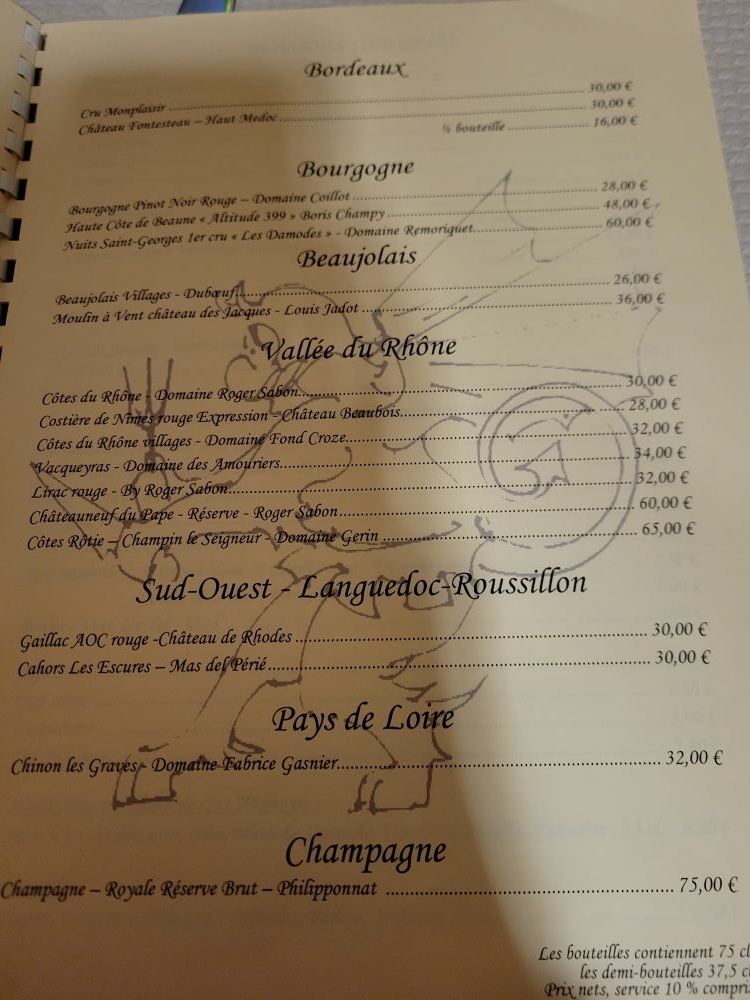 Bordeaux
Cru Monplaisir ........ 30,00 €
Château Fontesteau – Haut Medoc ........ 30,00 €
½ bouteille ........ 16,00 €
Bourgogne
Bourgogne Pinot Noir Rouge – Domaine Coillot ........ 28,00 €
Haute Côte de Beaune « Altitude 399 » Boris Champy ........ 48,00 €
Nuits Saint-Georges 1er cru « Les Damodes » - Domaine Remoriquet ........ 60,00 €
Beaujolais
Beaujolais Villages - Dubœuf ........ 26,00 €
Moulin à Vent château des Jacques - Louis Jadot ........ 36,00 €
Vallée du Rhône
Côtes du Rhône - Domaine Roger Sabon ........ 30,00 €
Costière de Nîmes rouge Expression - Château Beaubois ........ 28,00 €
Côtes du Rhône villages - Domaine Fond Croze ........ 32,00 €
Vacqueyras - Domaine des Amouriers ........ 34,00 €
Lirac rouge - By Roger Sabon ........ 32,00 €
Châteauneuf du Pape - Réserve - Roger Sabon ........ 60,00 €
Côtes Rôtie – Champin le Seigneur - Domaine Gerin ........ 65,00 €
Sud-Ouest - Languedoc-Roussillon
Gaillac AOC rouge -Château de Rhodes ........ 30,00 €
Cahors Les Escures – Mas del Périé ........ 30,00 €
Pays de Loire
Chinon les Graves - Domaine Fabrice Gasnier ........ 32,00 €
Champagne
Champagne – Royale Réserve Brut – Philipponnat ........ 75,00 €
Les bouteilles contiennent 75 cl
les demi-bouteilles 37,5 c
Prix nets, service 10 % compri